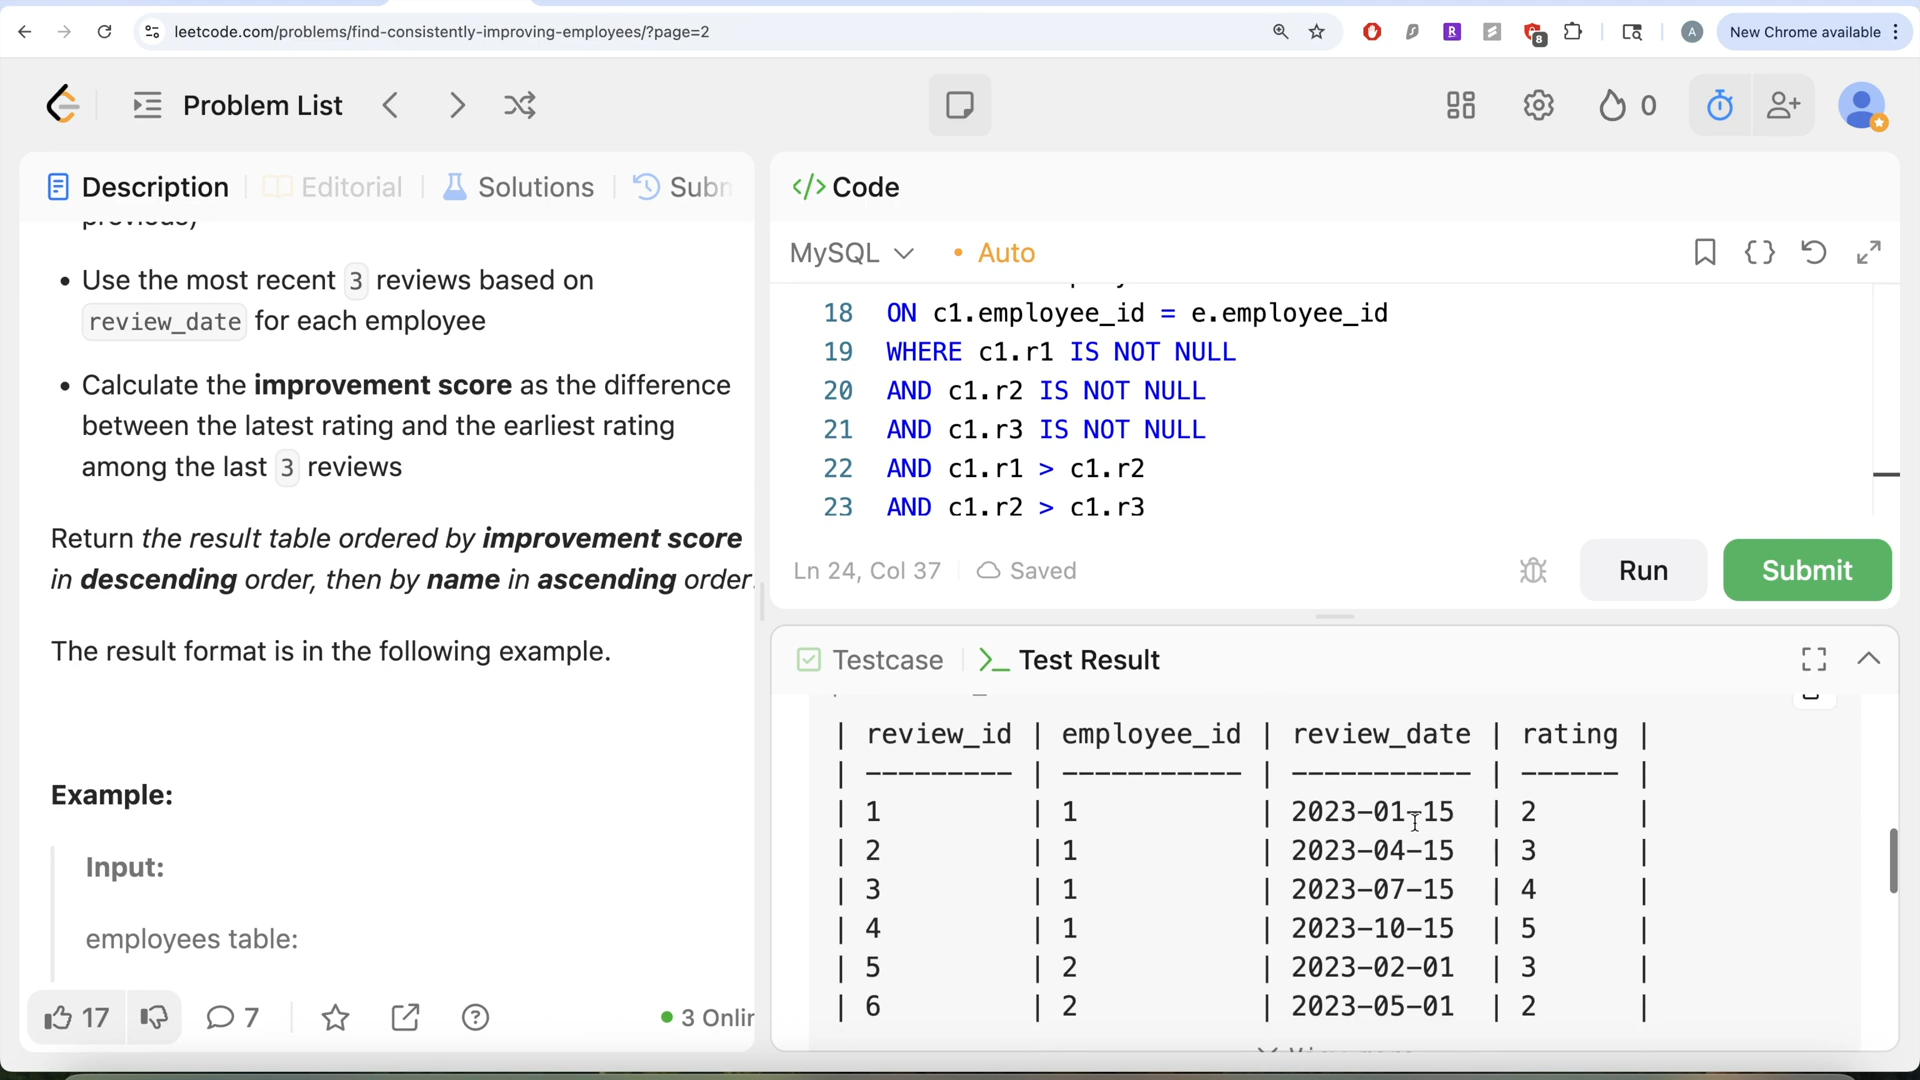 leetcode.com/problems/find-consistently-improving-employees/?page=2
8
A
New Chrome available
Problem List
0
Description
Editorial
Solutions
Subm
Code
previous)
MySQL
Auto
Use the most recent 3 reviews based on
review_date for each employee
Calculate the improvement score as the difference
between the latest rating and the earliest rating
among the last 3 reviews
Return the result table ordered by improvement score
in descending order, then by name in ascending order.
The result format is in the following example.
Example:
Input:
employees table:
17
7
3 Onlin
18 ON c1.employee_id = e.employee_id
19 WHERE c1.r1 IS NOT NULL
20 AND c1.r2 IS NOT NULL
21 AND c1.r3 IS NOT NULL
22 AND c1.r1 > c1.r2
23 AND c1.r2 > c1.r3
Ln 24, Col 37
Saved
Run
Submit
Testcase
Test Result
| review_id | employee_id | review_date | rating |
| --------- | ----------- | ----------- | ------ |
| 1 | 1 | 2023-01-15 | 2 |
| 2 | 1 | 2023-04-15 | 3 |
| 3 | 1 | 2023-07-15 | 4 |
| 4 | 1 | 2023-10-15 | 5 |
| 5 | 2 | 2023-02-01 | 3 |
| 6 | 2 | 2023-05-01 | 2 |